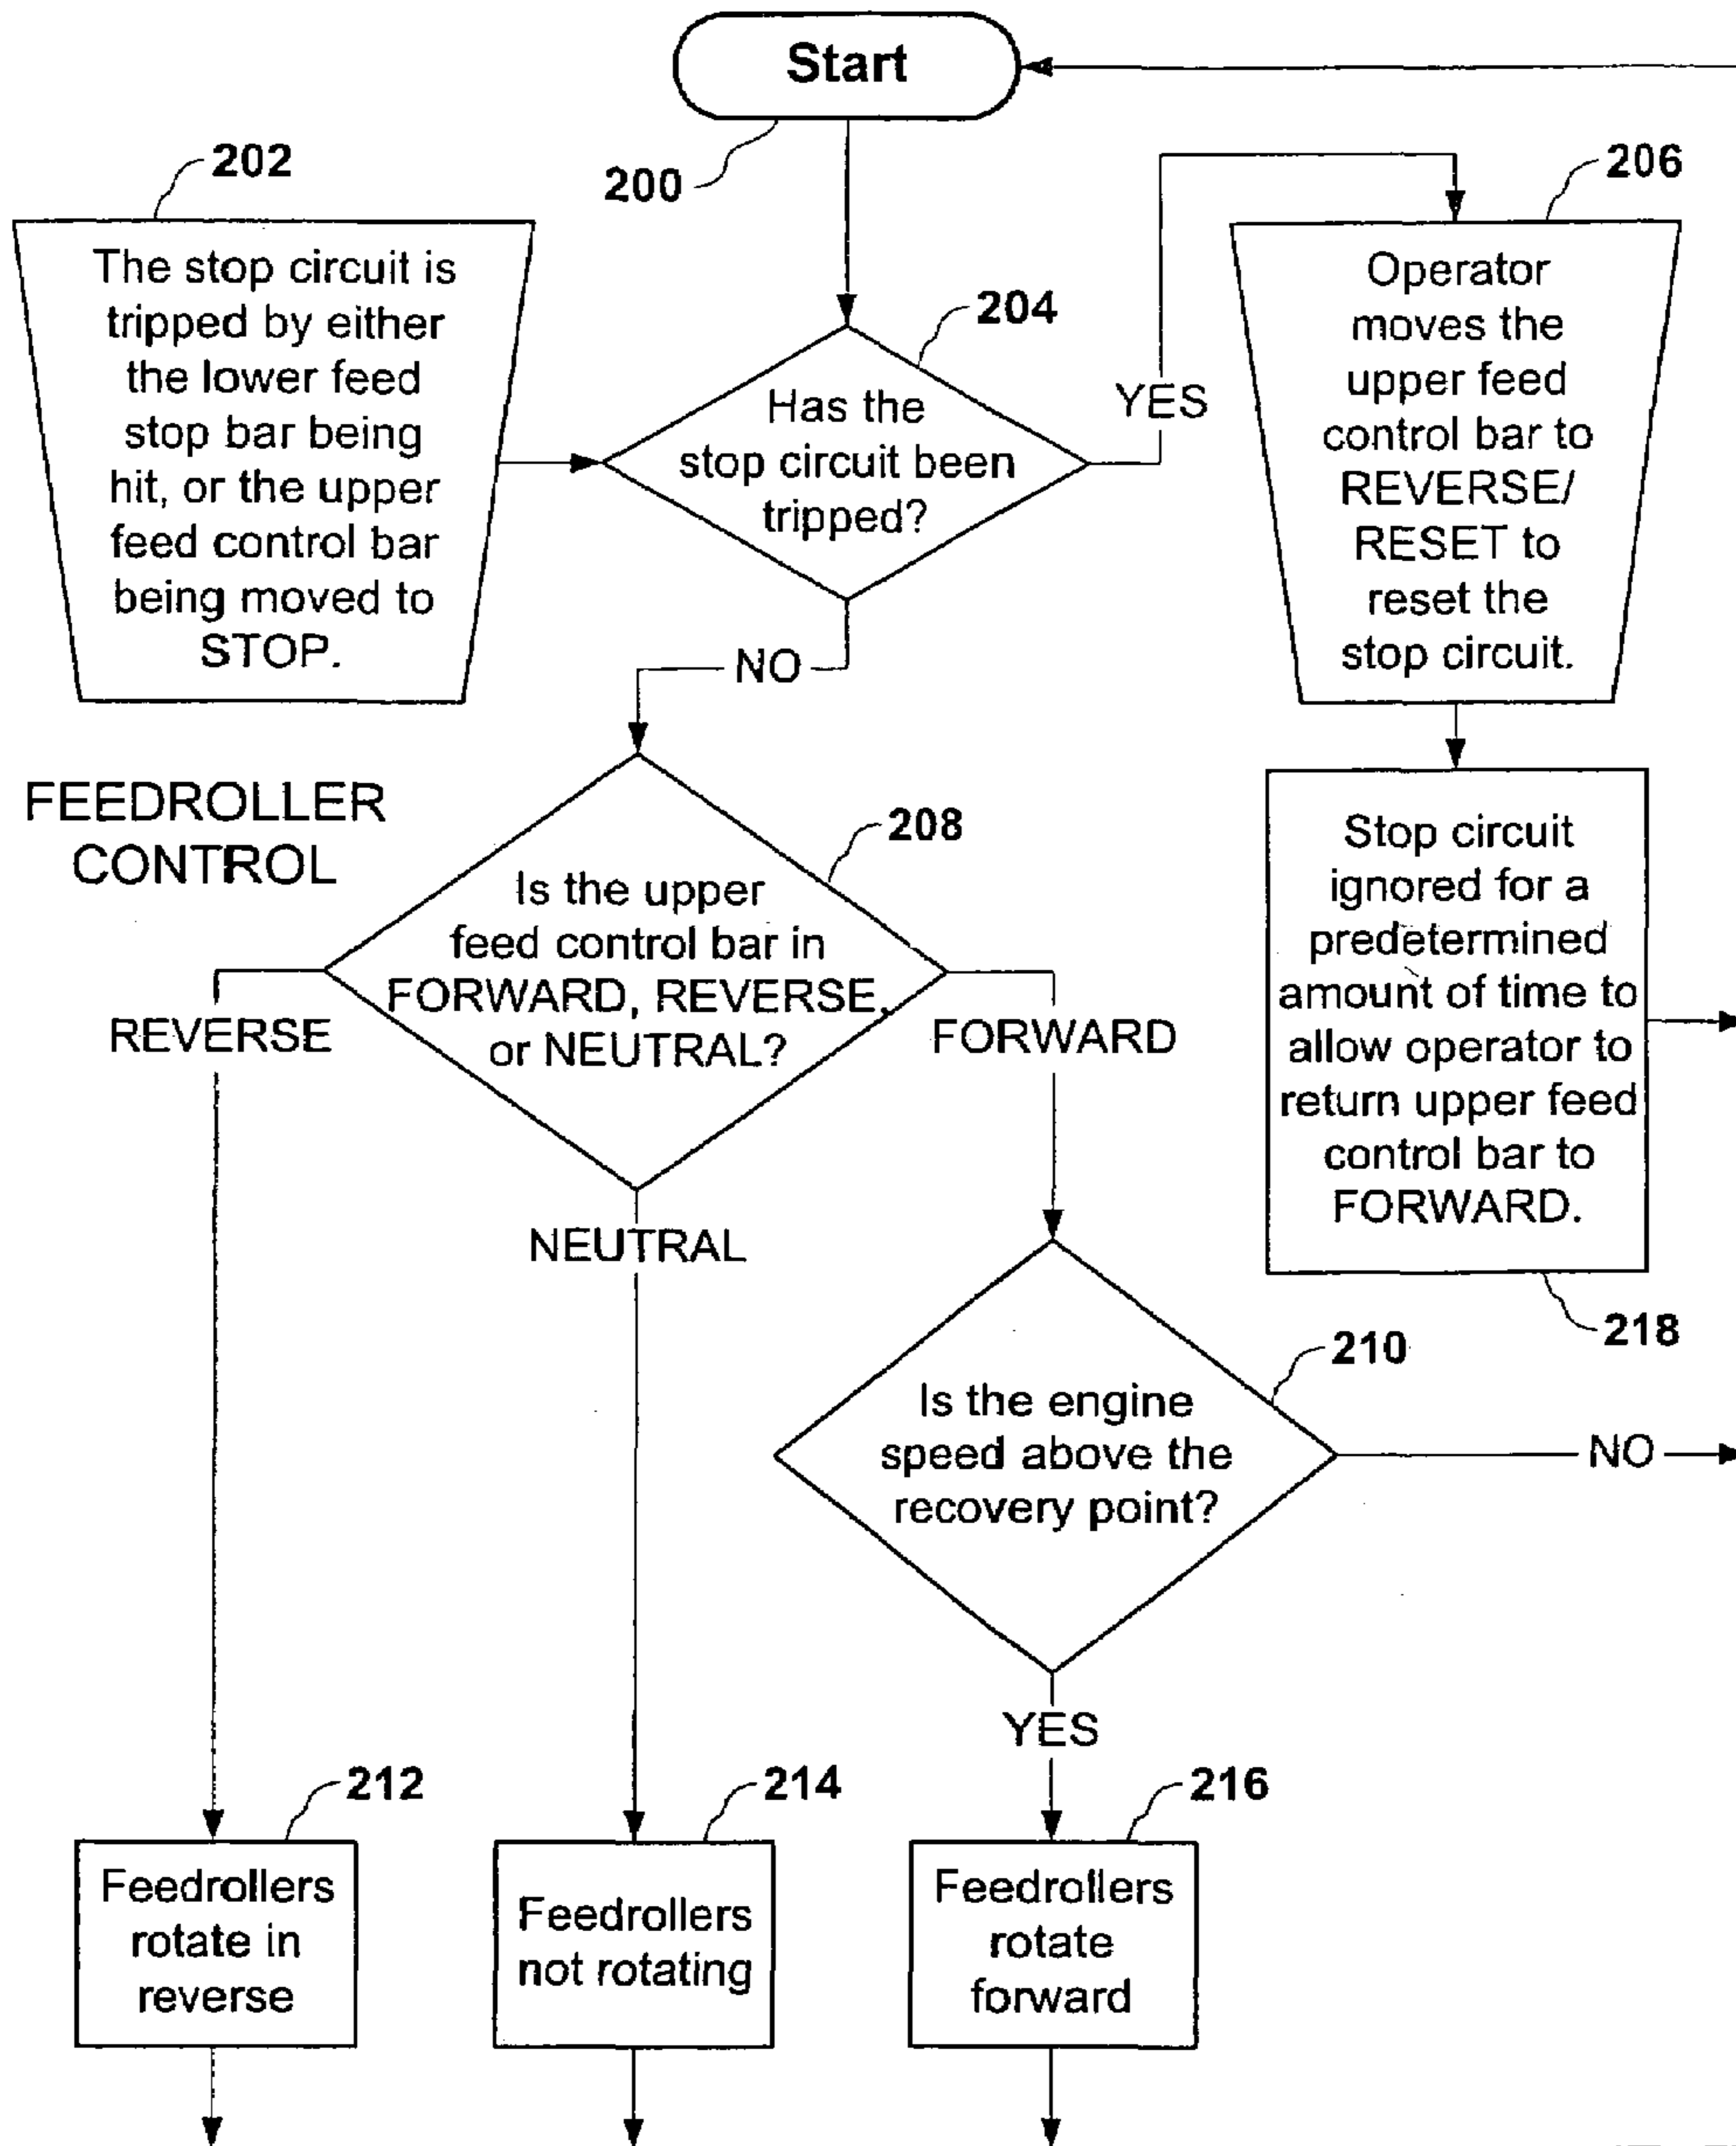 Start
200
202
The stop circuit is
tripped by either
the lower feed
stop bar being
hit, or the upper
feed control bar
being moved to
STOP.
204
Has the
stop circuit been
tripped?
YES
206
Operator
moves the
upper feed
control bar to
REVERSE/
RESET to
reset the
stop circuit.
NO
FEEDROLLER
CONTROL
208
Is the upper
feed control bar in
FORWARD, REVERSE,
or NEUTRAL?
REVERSE
FORWARD
NEUTRAL
Stop circuit
ignored for a
predetermined
amount of time to
allow operator to
return upper feed
control bar to
FORWARD.
218
210
Is the engine
speed above the
recovery point?
NO
YES
212
Feedrollers
rotate in
reverse
214
Feedrollers
not rotating
216
Feedrollers
rotate
forward